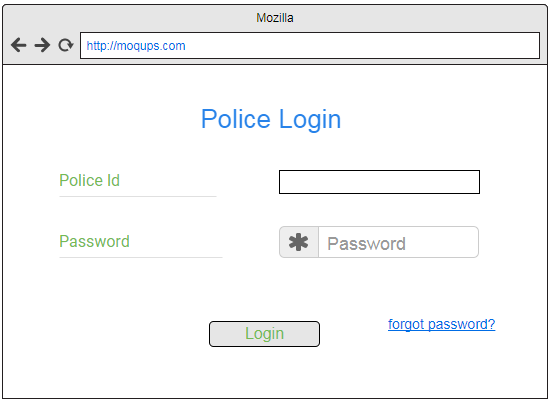 Mozilla
http://moqups.com
Police Login
Police Id
Password
Password
Login
forgot password?